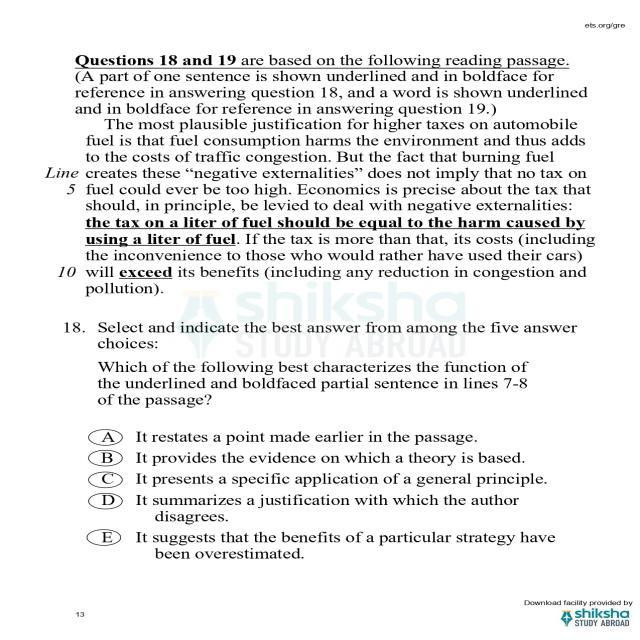 ets.org/gre
Questions 18 and 19 are based on the following reading passage.
(A part of one sentence is shown underlined and in boldface for
reference in answering question 18, and a word is shown underlined
and in boldface for reference in answering question 19.)
The most plausible justification for higher taxes on automobile
fuel is that fuel consumption harms the environment and thus adds
to the costs of traffic congestion. But the fact that burning fuel
Line creates these “negative externalities” does not imply that no tax on
5 fuel could ever be too high. Economics is precise about the tax that
should, in principle, be levied to deal with negative externalities:
the tax on a liter of fuel should be equal to the harm caused by
using a liter of fuel. If the tax is more than that, its costs (including
the inconvenience to those who would rather have used their cars)
10 will exceed its benefits (including any reduction in congestion and
pollution).
shiksha
STUDY ABROAD
18. Select and indicate the best answer from among the five answer
choices:
Which of the following best characterizes the function of
the underlined and boldfaced partial sentence in lines 7-8
of the passage?
A It restates a point made earlier in the passage.
B It provides the evidence on which a theory is based.
C It presents a specific application of a general principle.
D It summarizes a justification with which the author
disagrees.
E It suggests that the benefits of a particular strategy have
been overestimated.
13
Download facility provided by
shiksha
STUDY ABROAD